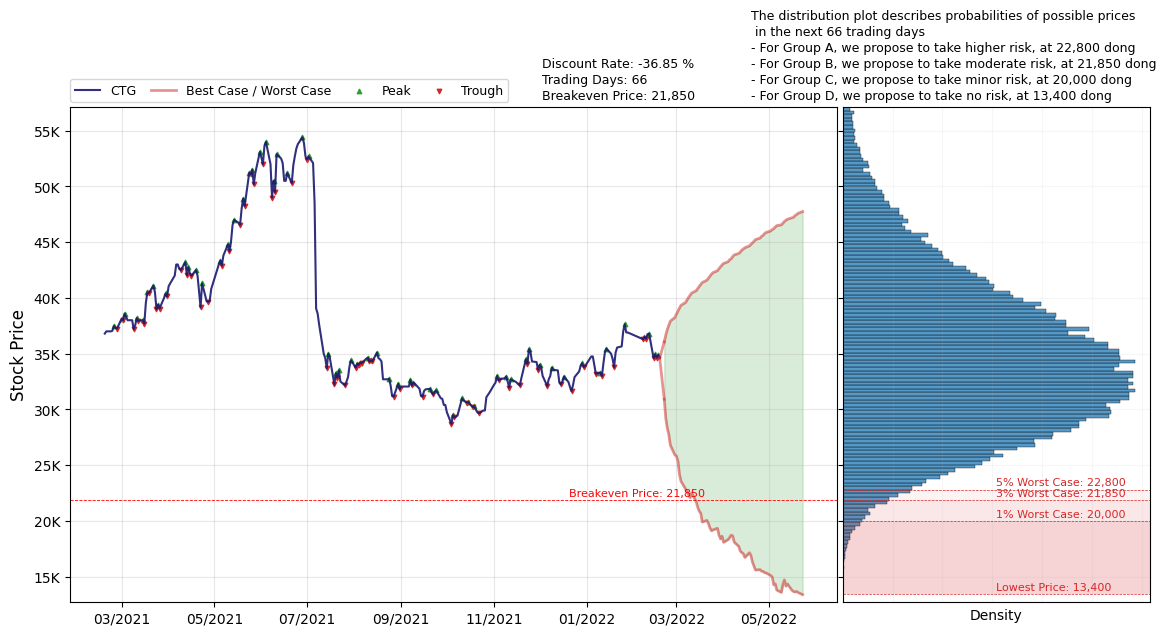 The distribution plot describes probabilities of possible prices
in the next 66 trading days
- For Group A, we propose to take higher risk, at 22,800 dong
- For Group B, we propose to take moderate risk, at 21,850 dong
- For Group C, we propose to take minor risk, at 20,000 dong
- For Group D, we propose to take no risk, at 13,400 dong
Discount Rate: -36.85 %
Trading Days: 66
Breakeven Price: 21,850
CTG
Best Case / Worst Case
Peak
Trough
Stock Price
55K
50K
45K
40K
35K
30K
25K
20K
15K
Breakeven Price: 21,850
03/2021
05/2021
07/2021
09/2021
11/2021
01/2022
03/2022
05/2022
5% Worst Case: 22,800
3% Worst Case: 21,850
1% Worst Case: 20,000
Lowest Price: 13,400
Density